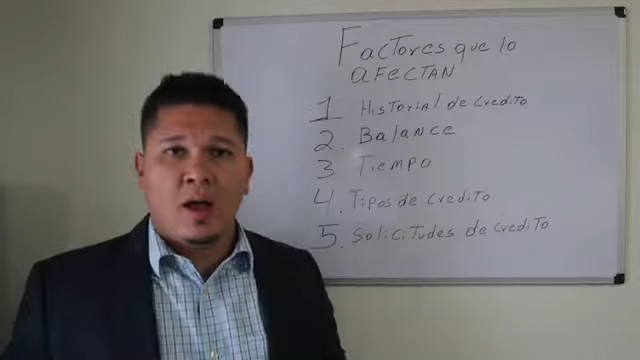 Factores que lo
aFecTAN
1 Historial de credito
2. Balance
3 Tiempo
4. Tipos de credito
5. Solicitudes de credito